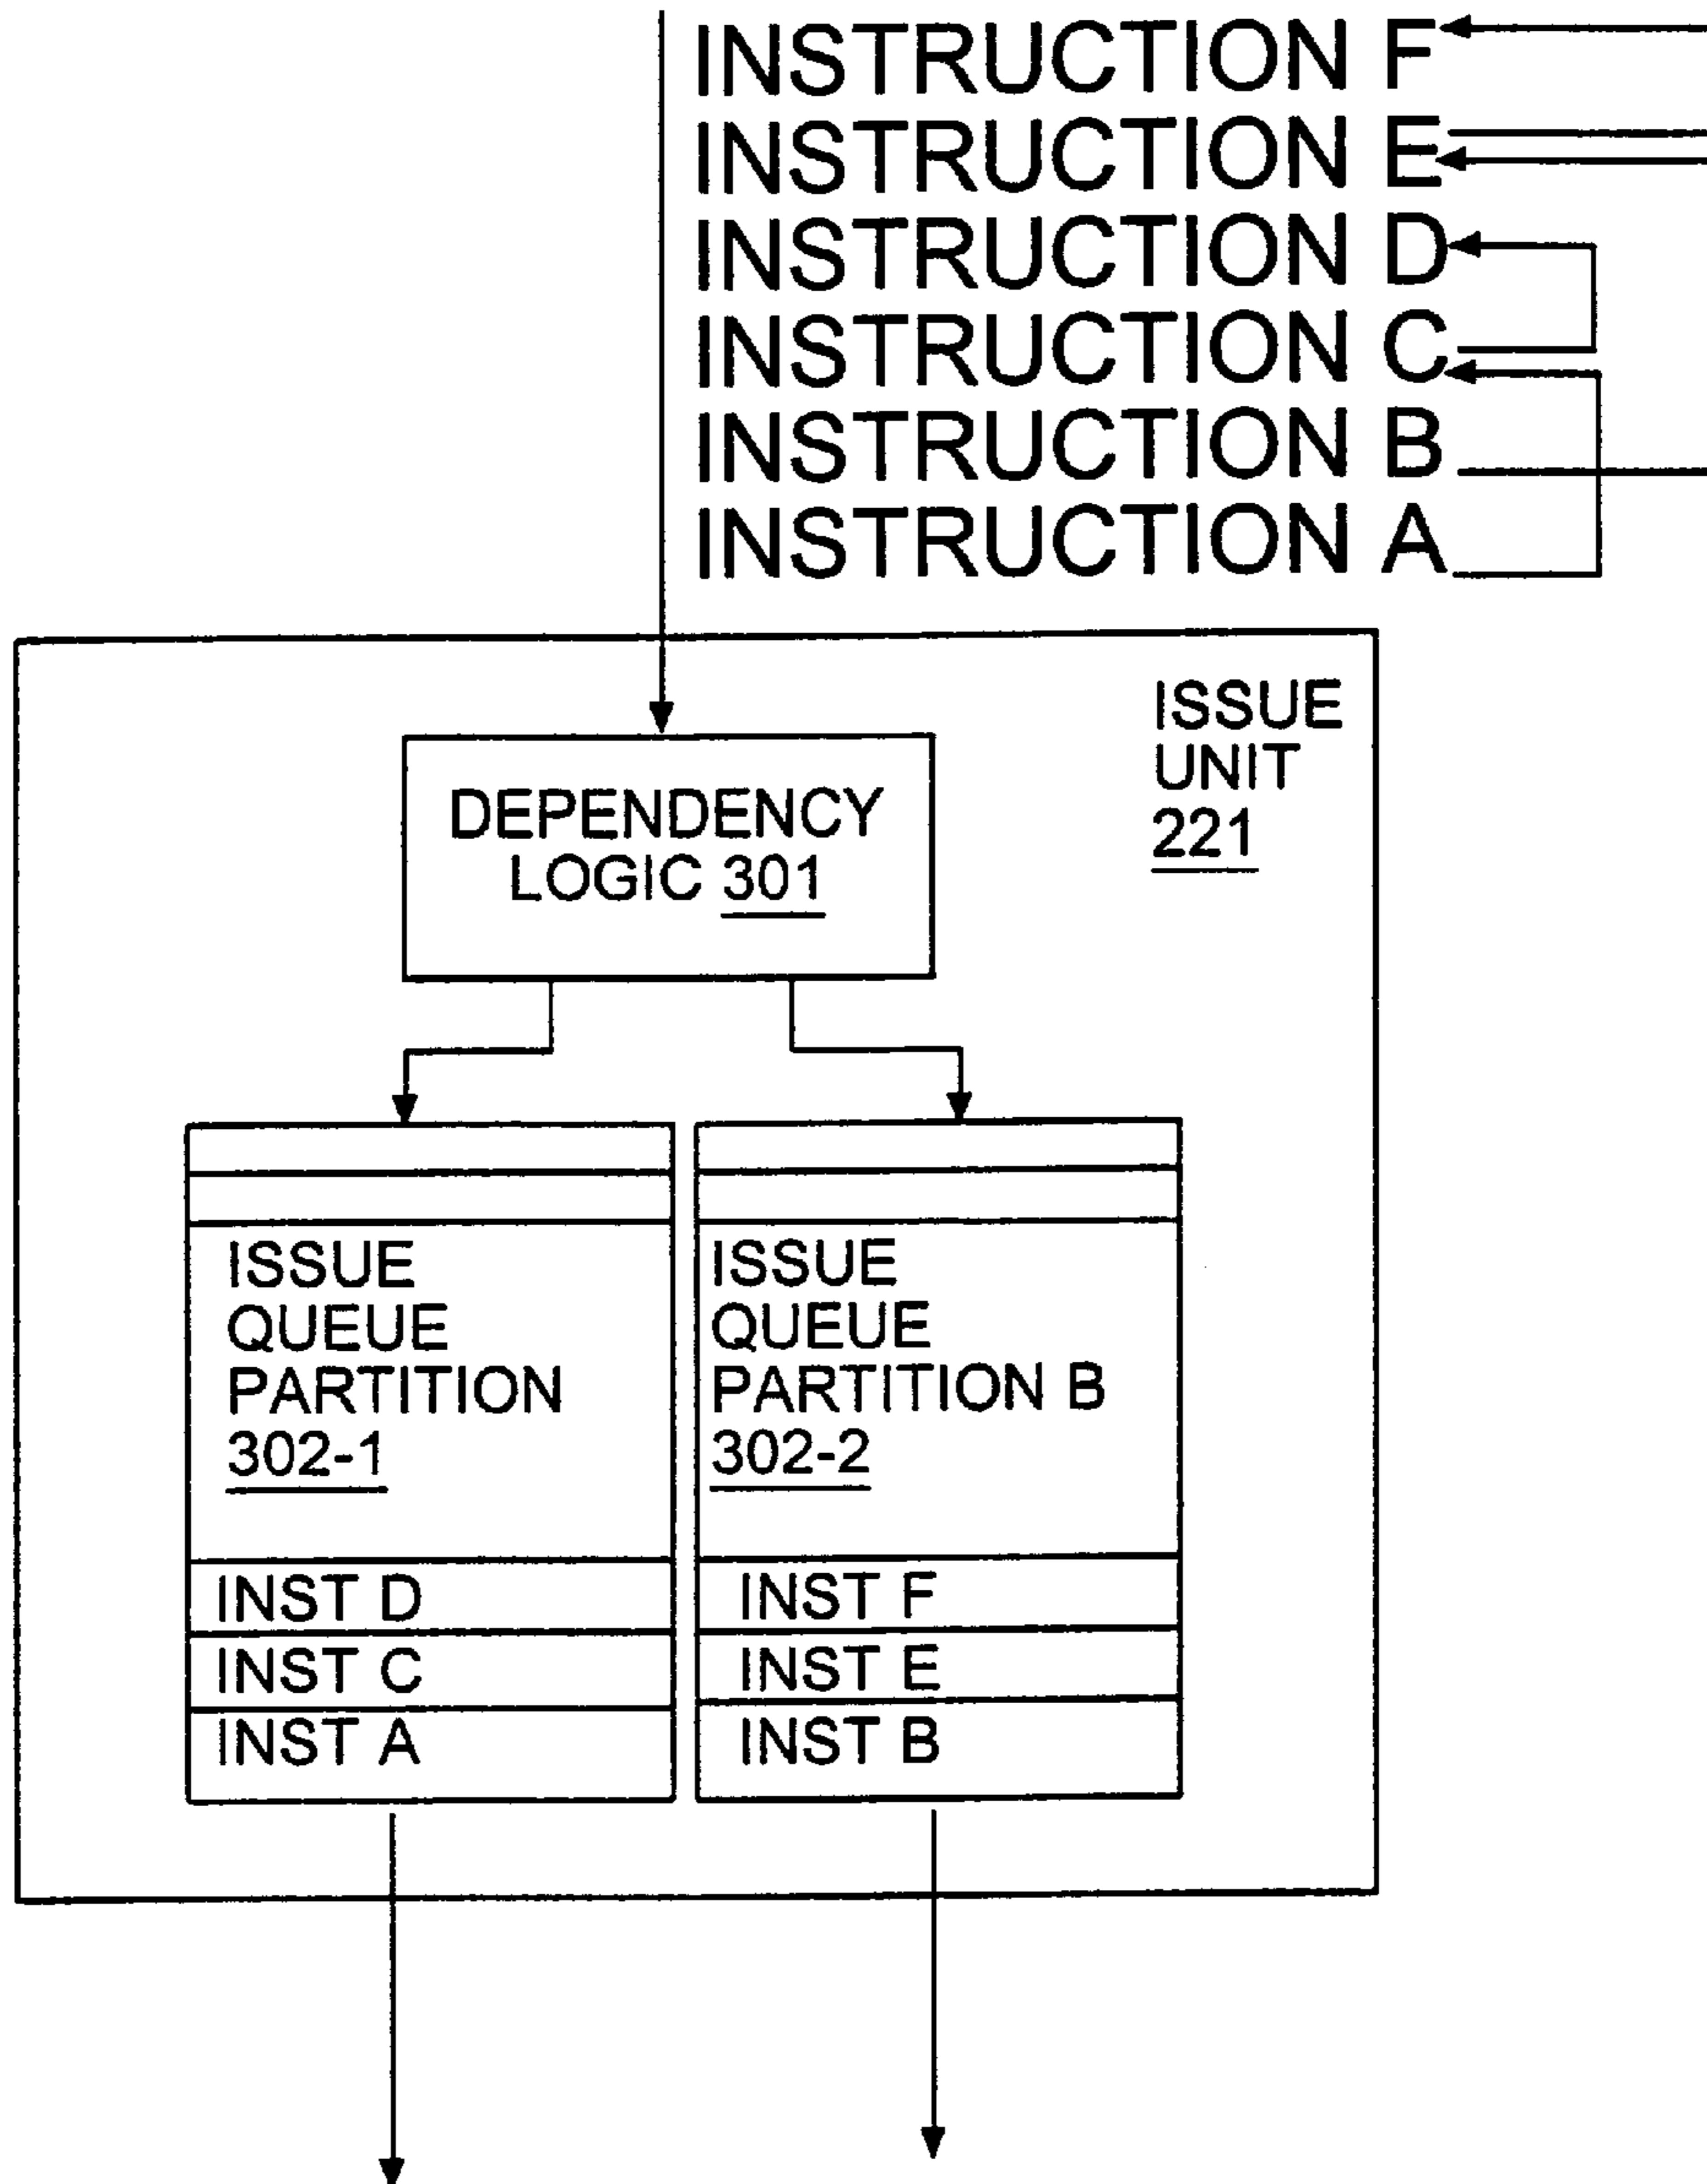 INSTRUCTION F
INSTRUCTION E
INSTRUCTION D
INSTRUCTION C
INSTRUCTION B
INSTRUCTION A
ISSUE
UNIT
221
DEPENDENCY
LOGIC 301
ISSUE
QUEUE
PARTITION
302-1
ISSUE
QUEUE
PARTITION B
302-2
INST D
INST C
INST A
INST F
INST E
INST B